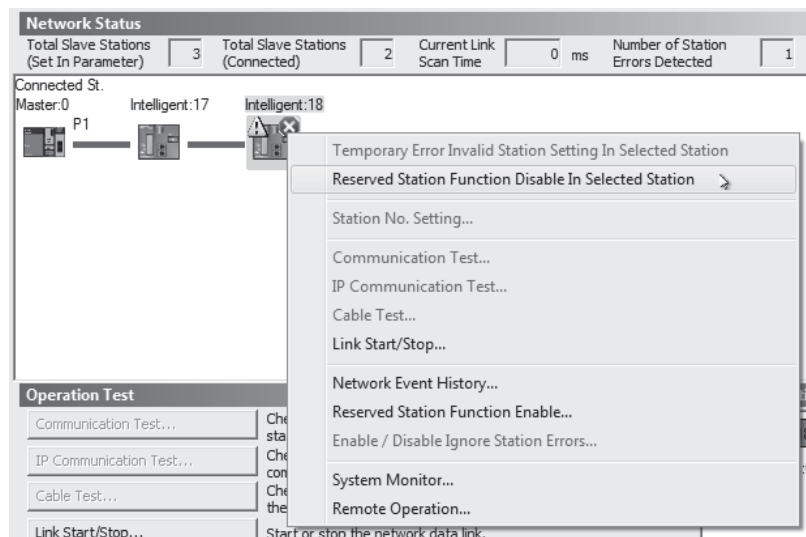 Network Status
Total Slave Stations (Set In Parameter) 3 Total Slave Stations (Connected) 2 Current Link Scan Time 0 ms Number of Station Errors Detected 1
Connected St.
Master:0 Intelligent:17 Intelligent:18
P1
Temporary Error Invalid Station Setting In Selected Station
Reserved Station Function Disable In Selected Station
Station No. Setting...
Communication Test...
IP Communication Test...
Cable Test...
Link Start/Stop...
Network Event History...
Reserved Station Function Enable...
Enable / Disable Ignore Station Errors...
System Monitor...
Remote Operation...
Operation Test
Communication Test...
IP Communication Test...
Cable Test...
Link Start/Stop...
Start or stop the network data link.